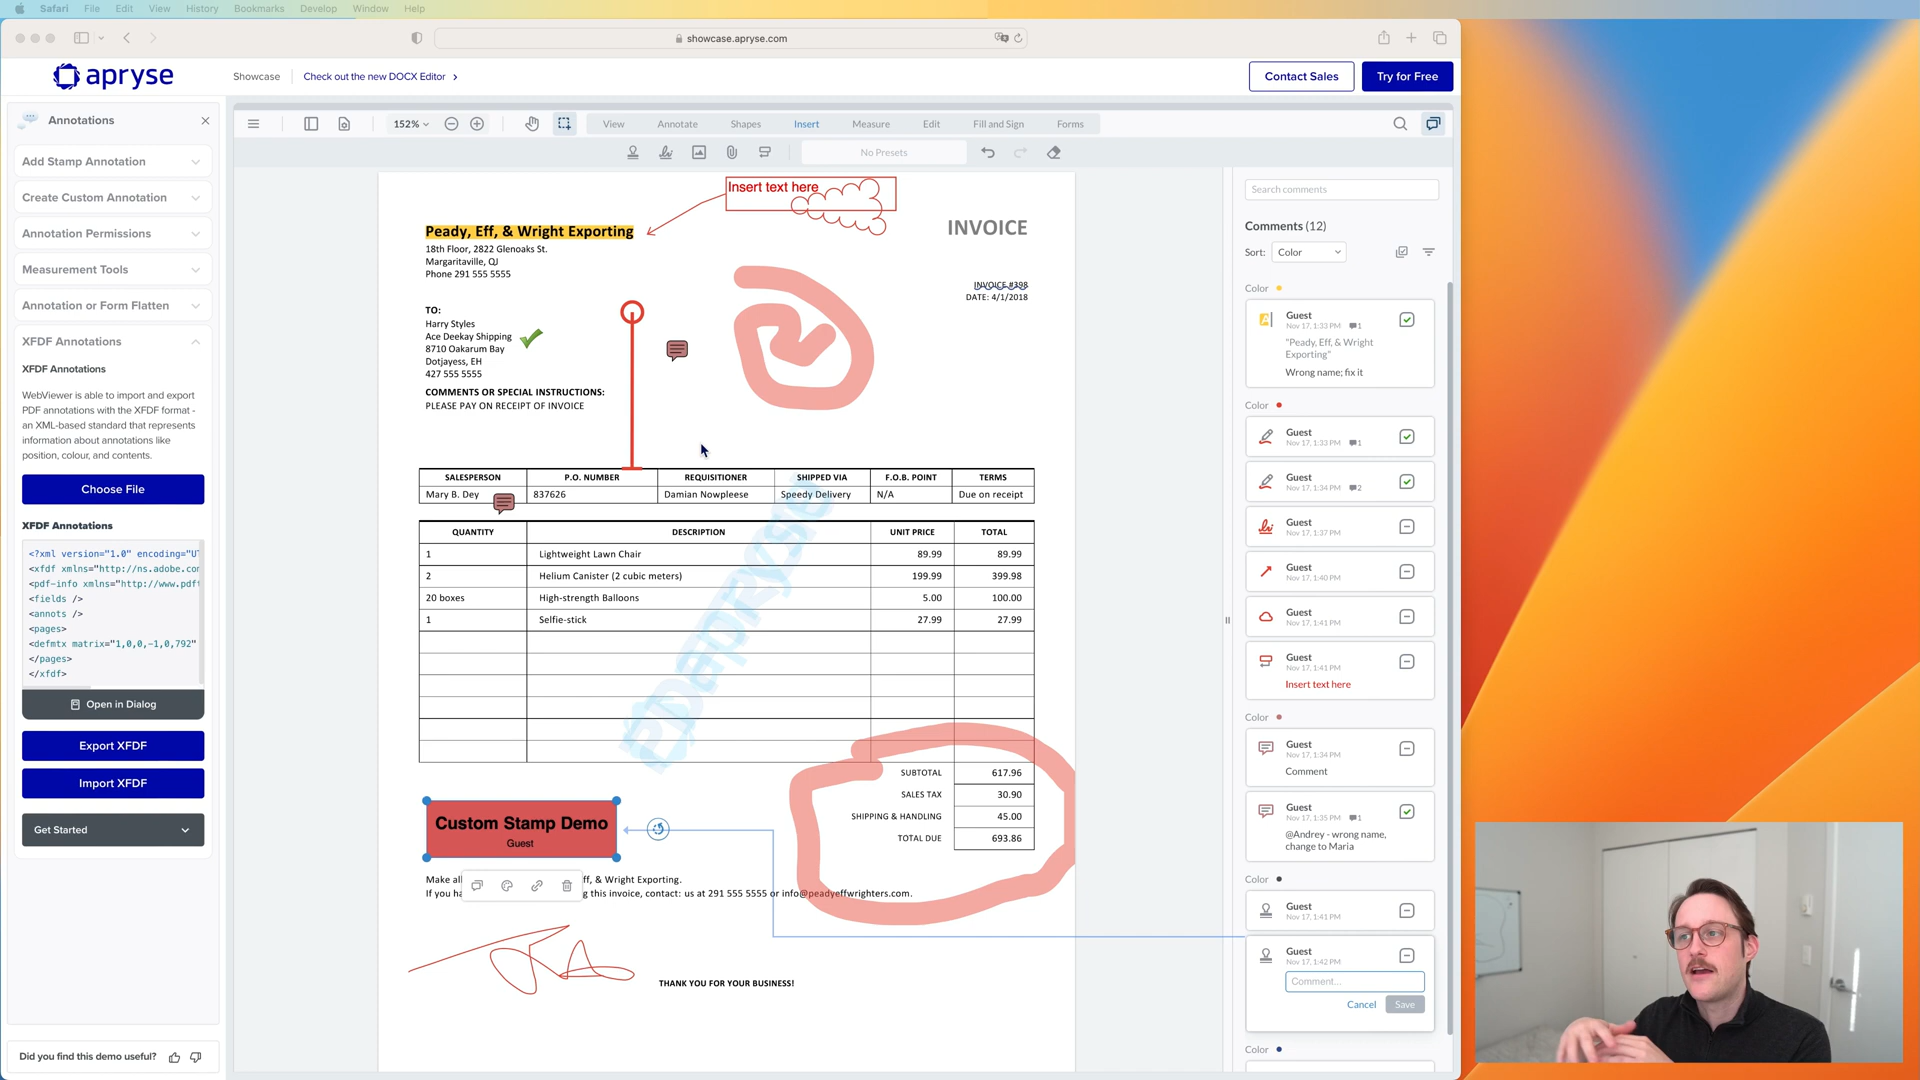 Safari File Edit View History Bookmarks Develop Window Help
showcase.apryse.com
apryse
Showcase
Check out the new DOCX Editor
Contact Sales
Try for Free
Annotations
Add Stamp Annotation
Create Custom Annotation
Annotation Permissions
Measurement Tools
Annotation or Form Flatten
XFDF Annotations
XFDF Annotations
WebViewer is able to import and export
PDF annotations with the XFDF format -
an XML-based standard that represents
information about annotations like
position, colour, and contents.
Choose File
XFDF Annotations
<?xml version="1.0" encoding="UT
<xfdf xmlns="http://ns.adobe.con
<pdf-info xmlns="http://www.pdft
<fields />
<annots />
<pages>
<defmtx matrix="1,0,0,-1,0,792"
</pages>
</xfdf>
Open in Dialog
Export XFDF
Import XFDF
Get Started
Did you find this demo useful?
152%
View Annotate Shapes Insert Measure Edit Fill and Sign Forms
No Presets
Insert text here
Peady, Eff, & Wright Exporting
18th Floor, 2822 Glenoaks St.
Margaritaville, QJ
Phone 291 555 5555
INVOICE
INVOICE #398
DATE: 4/1/2018
TO:
Harry Styles
Ace Deekay Shipping
8710 Oakarum Bay
Dotjayess, EH
427 555 5555
COMMENTS OR SPECIAL INSTRUCTIONS:
PLEASE PAY ON RECEIPT OF INVOICE
SALESPERSON P.O. NUMBER REQUISITIONER SHIPPED VIA F.O.B. POINT TERMS
Mary B. Dey 837626 Damian Nowpleese Speedy Delivery N/A Due on receipt
QUANTITY DESCRIPTION UNIT PRICE TOTAL
1 Lightweight Lawn Chair 89.99 89.99
2 Helium Canister (2 cubic meters) 199.99 399.98
20 boxes High-strength Balloons 5.00 100.00
1 Selfie-stick 27.99 27.99
SUBTOTAL 617.96
SALES TAX 30.90
SHIPPING & HANDLING 45.00
TOTAL DUE 693.86
apryse
Custom Stamp Demo
Guest
Make al ff, & Wright Exporting.
If you ha g this invoice, contact: us at 291 555 5555 or info@peadyeffwrighters.com.
THANK YOU FOR YOUR BUSINESS!
Search comments
Comments (12)
Sort: Color
Color
Guest
Nov 17, 1:33 PM 1
"Peady, Eff, & Wright
Exporting"
Wrong name; fix it
Color
Guest
Nov 17, 1:33 PM 1
Guest
Nov 17, 1:34 PM 2
Guest
Nov 17, 1:37 PM
Guest
Nov 17, 1:40 PM
Guest
Nov 17, 1:41 PM
Guest
Nov 17, 1:41 PM
Insert text here
Color
Guest
Nov 17, 1:34 PM
Comment
Guest
Nov 17, 1:35 PM 1
@Andrey - wrong name,
change to Maria
Color
Guest
Nov 17, 1:41 PM
Guest
Nov 17, 1:42 PM
Comment...
Cancel Save
Color